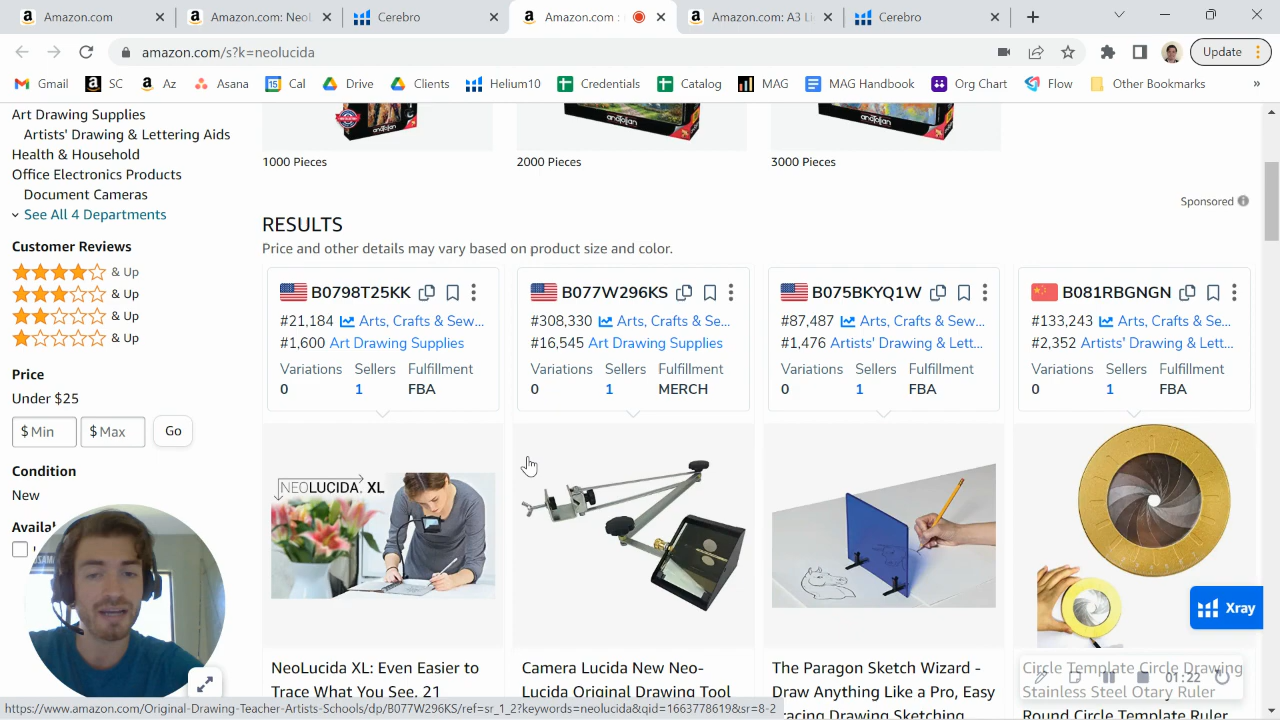 Amazon.com
Amazon.com: Neol
Cerebro
Amazon.com :
Amazon.com: A3 Li
Cerebro
amazon.com/s?k=neolucida
Update
Gmail
SC
Az
Asana
15
Cal
Drive
Clients
Helium10
Credentials
Catalog
MAG
MAG Handbook
Org Chart
Flow
Other Bookmarks
»
Art Drawing Supplies
Artists' Drawing & Lettering Aids
Health & Household
Office Electronics Products
Document Cameras
See All 4 Departments
Customer Reviews
& Up
& Up
& Up
& Up
Price
Under $25
$ Min
$ Max
Go
Condition
New
1000 Pieces
2000 Pieces
3000 Pieces
anatolian
anatolian
anatolian
Sponsored
RESULTS
Price and other details may vary based on product size and color.
B0798T25KK
#21,184 Arts, Crafts & Sew...
#1,600 Art Drawing Supplies
Variations Sellers Fulfillment
0 1 FBA
B077W296KS
#308,330 Arts, Crafts & Se...
#16,545 Art Drawing Supplies
Variations Sellers Fulfillment
0 1 MERCH
B075BKYQ1W
#87,487 Arts, Crafts & Sew...
#1,476 Artists' Drawing & Lett...
Variations Sellers Fulfillment
0 1 FBA
B081RBGNGN
#133,243 Arts, Crafts & Se...
#2,352 Artists' Drawing & Lett...
Variations Sellers Fulfillment
0 1 FBA
NEOLUCIDA XL
Xray
NeoLucida XL: Even Easier to
Trace What You See. 21
Camera Lucida New Neo-
Lucida Original Drawing Tool
The Paragon Sketch Wizard -
Draw Anything Like a Pro, Easy
Tracing Drawing Sketching
Circle Template Circle Drawing
Stainless Steel Otary Ruler
Round Circle Template Ruler
01:22
https://www.amazon.com/Original-Drawing-Teacher-Artists-Schools/dp/B077W296KS/ref=sr_1_2?keywords=neolucida&qid=1663778619&sr=8-2